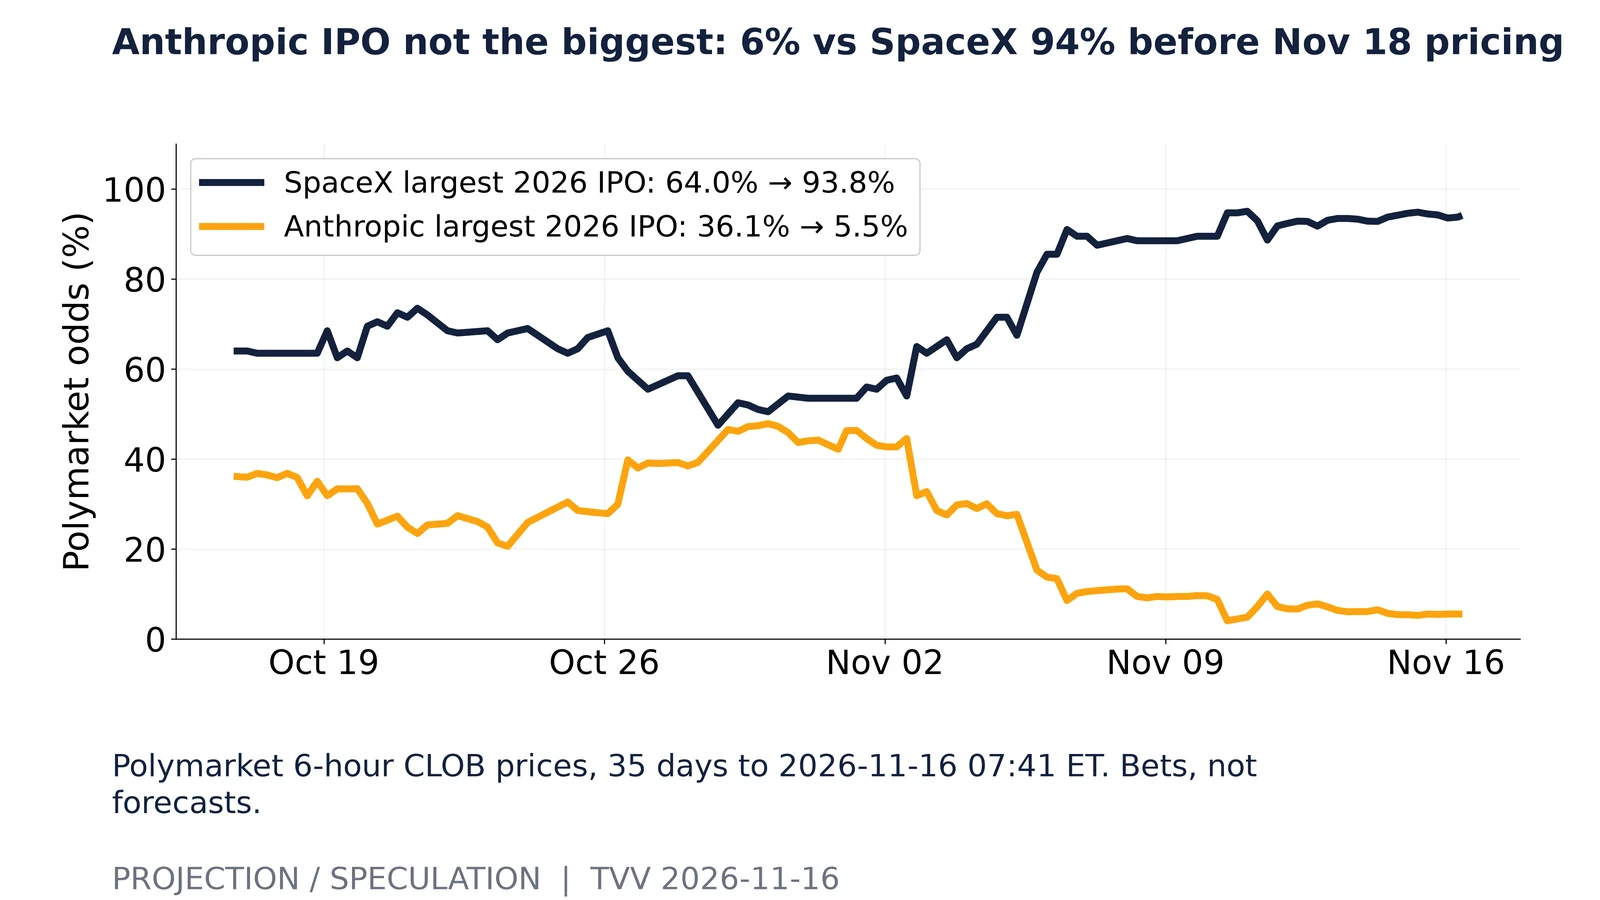 Anthropic IPO not the biggest: 6% vs SpaceX 94% before Nov 18 pricing
SpaceX largest 2026 IPO: 64.0% → 93.8%
Anthropic largest 2026 IPO: 36.1% → 5.5%
Polymarket odds (%)
100
80
60
40
20
0
Oct 19
Oct 26
Nov 02
Nov 09
Nov 16
Polymarket 6-hour CLOB prices, 35 days to 2026-11-16 07:41 ET. Bets, not
forecasts.
PROJECTION / SPECULATION | TVV 2026-11-16